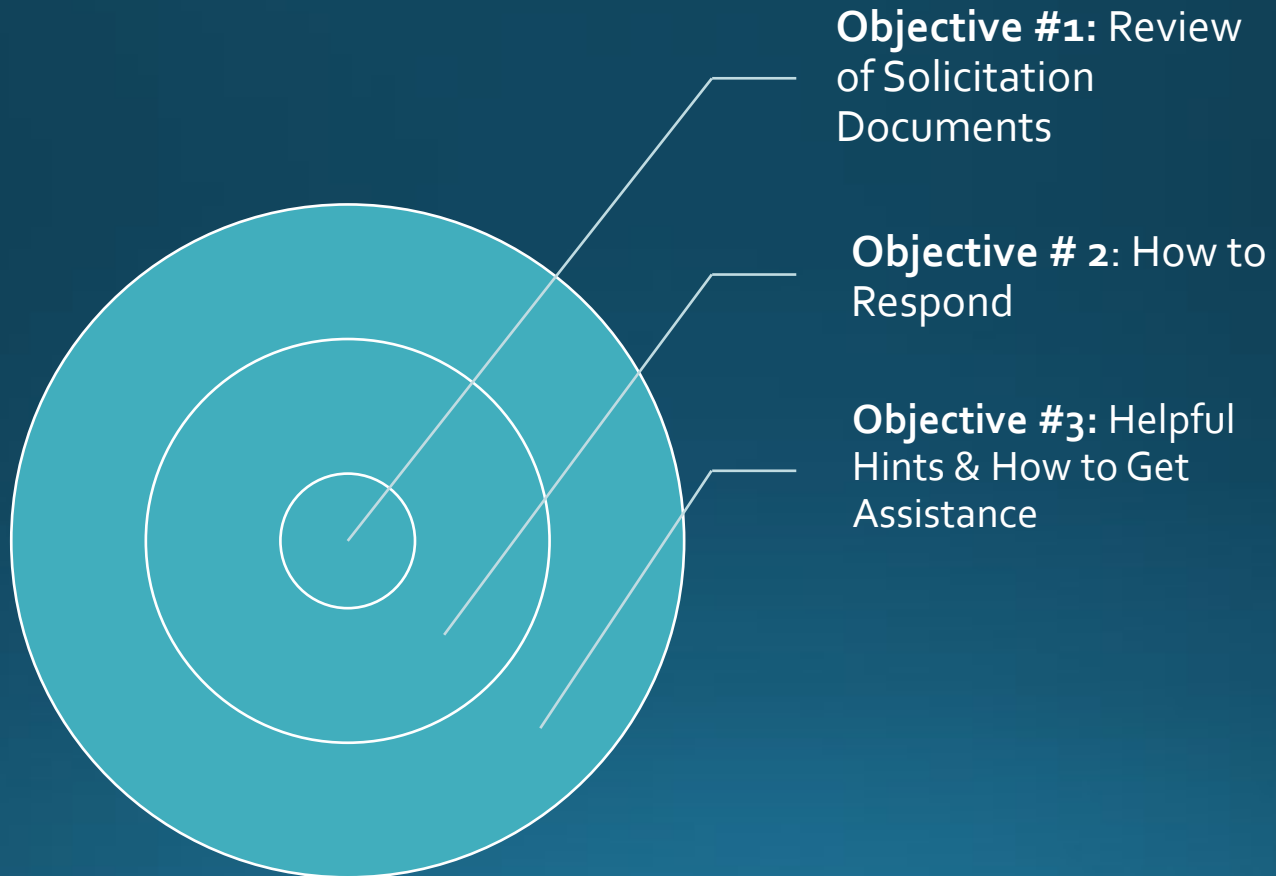 Objective #1: Review
of Solicitation
Documents
Objective # 2: How to
Respond
Objective #3: Helpful
Hints & How to Get
Assistance